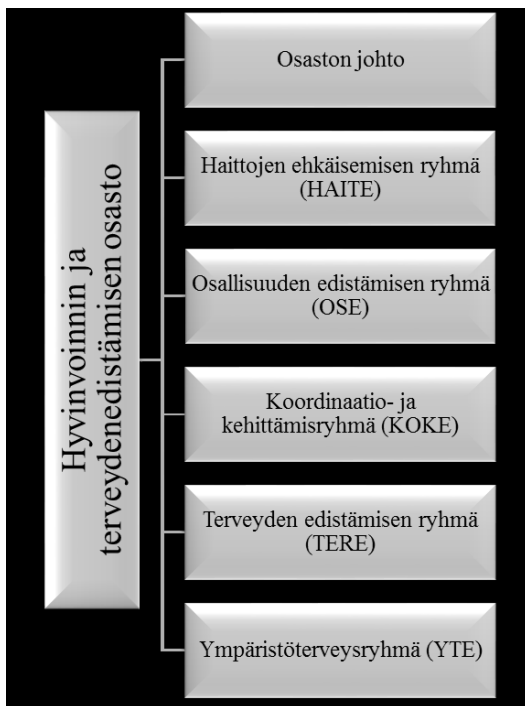 Hyvinvoinnin ja
terveydenedistämisen osasto
Osaston johto
Haittojen ehkäisemisen ryhmä
(HAITE)
Osallisuuden edistämisen ryhmä
(OSE)
Koordinaatio- ja
kehittämisryhmä (KOKE)
Terveyden edistämisen ryhmä
(TERE)
Ympäristöterveysryhmä (YTE)